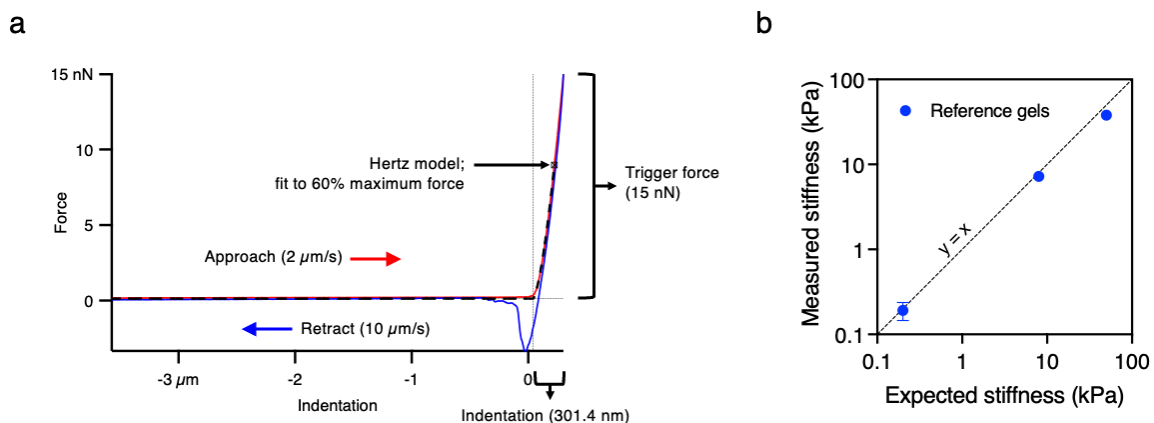 a
15 nN
10
5
0
Force
Hertz model;
fit to 60% maximum force
Trigger force
(15 nN)
Approach (2 µm/s)
Retract (10 µm/s)
-3 µm
-2
-1
0
Indentation
Indentation (301.4 nm)
b
100
10
1
0.1
Measured stiffness (kPa)
Reference gels
y = x
0.1
1
10
100
Expected stiffness (kPa)